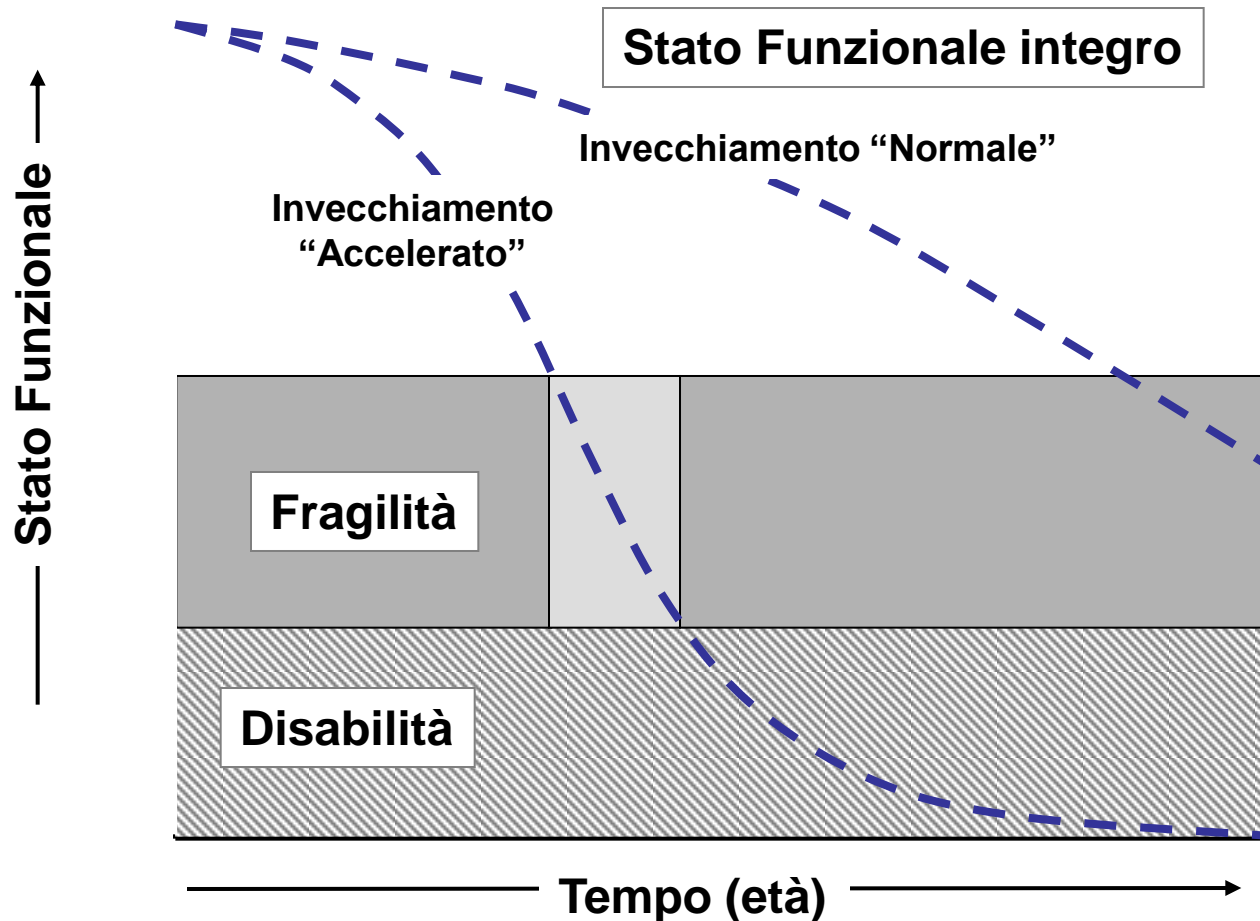 Stato Funzionale integro
Invecchiamento “Normale”
Invecchiamento
“Accelerato”
Stato Funzionale
Fragilità
Disabilità
Tempo (età)